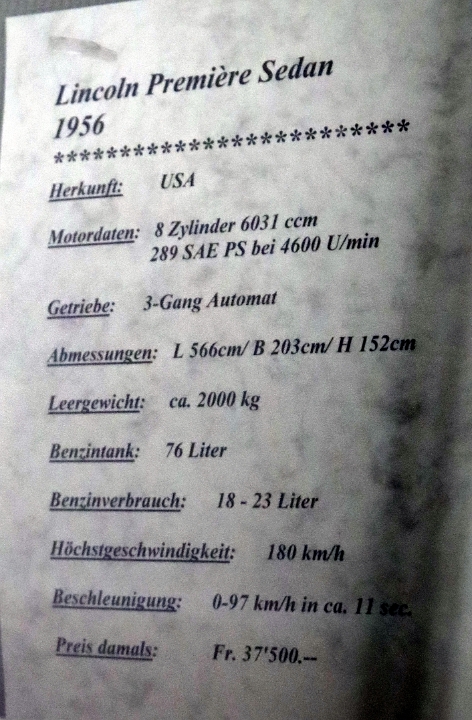 Lincoln Première Sedan
1956
*************************
Herkunft: USA
Motordaten: 8 Zylinder 6031 ccm
289 SAE PS bei 4600 U/min
Getriebe: 3-Gang Automat
Abmessungen: L 566cm/ B 203cm/ H 152cm
Leergewicht: ca. 2000 kg
Benzintank: 76 Liter
Benzinverbrauch: 18 - 23 Liter
Höchstgeschwindigkeit: 180 km/h
Beschleunigung: 0-97 km/h in ca. 11 sec.
Preis damals: Fr. 37'500.--